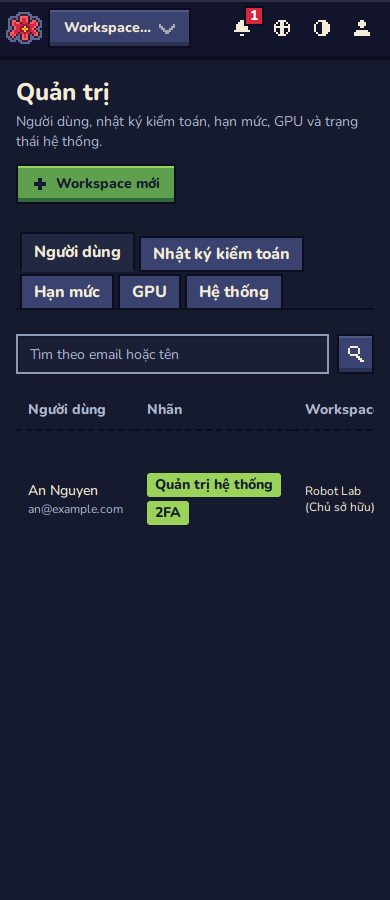 Workspace...
1
Quản trị
Người dùng, nhật ký kiểm toán, hạn mức, GPU và trạng
thái hệ thống.
Workspace mới
Người dùng
Nhật ký kiểm toán
Hạn mức
GPU
Hệ thống
Tìm theo email hoặc tên
Người dùng Nhãn Workspac
An Nguyen
an@example.com
Quản trị hệ thống
2FA
Robot Lab
(Chủ sở hữu)